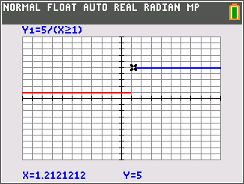 NORMAL FLOAT AUTO REAL RADIAN MP
Y1=5/(X≥1)
X=1.2121212 Y=5